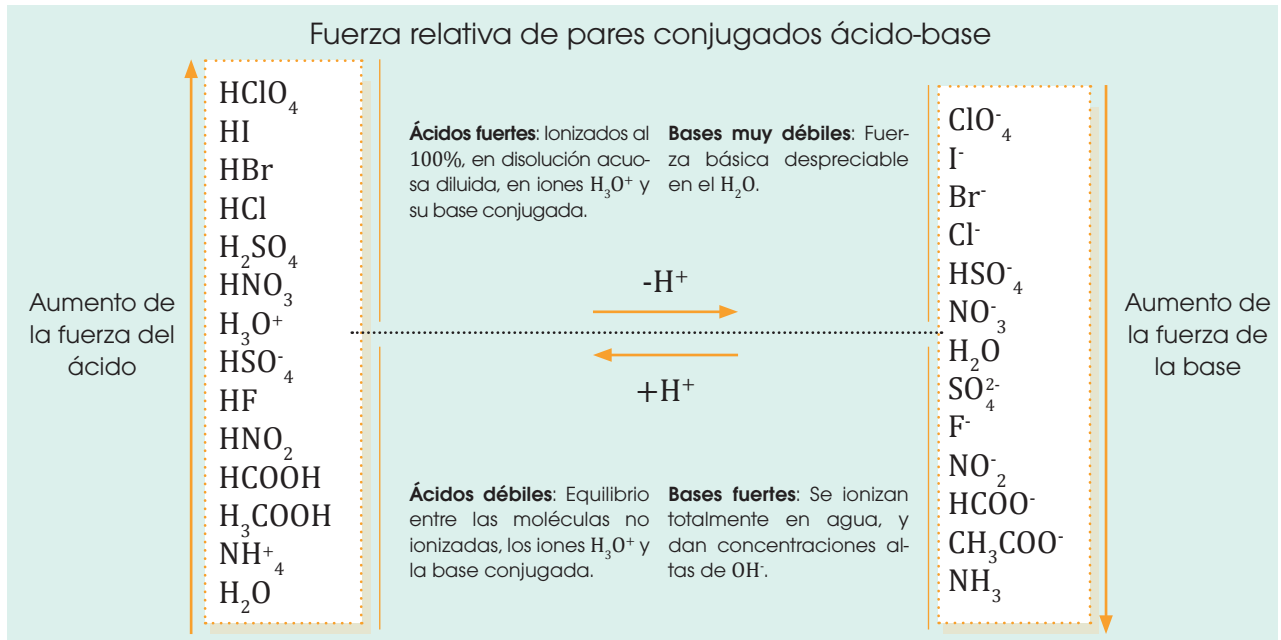 Fuerza relativa de pares conjugados ácido-base
Aumento de
la fuerza del
ácido
HClO₄
HI
HBr
HCl
H₂SO₄
HNO₃
H₃O⁺
HSO⁻₄
HF
HNO₂
HCOOH
H₃COOH
NH⁺₄
H₂O
Ácidos fuertes: Ionizados al
100%, en disolución acuo-
sa diluida, en iones H₃O⁺ y
su base conjugada.
Bases muy débiles: Fuer-
za básica despreciable
en el H₂O.
-H⁺
+H⁺
Ácidos débiles: Equilibrio
entre las moléculas no
ionizadas, los iones H₃O⁺ y
la base conjugada.
Bases fuertes: Se ionizan
totalmente en agua, y
dan concentraciones al-
tas de OH⁻.
ClO⁻₄
I⁻
Br⁻
Cl⁻
HSO⁻₄
NO⁻₃
H₂O
SO²⁻₄
F⁻
NO⁻₂
HCOO⁻
CH₃COO⁻
NH₃
Aumento de
la fuerza de
la base